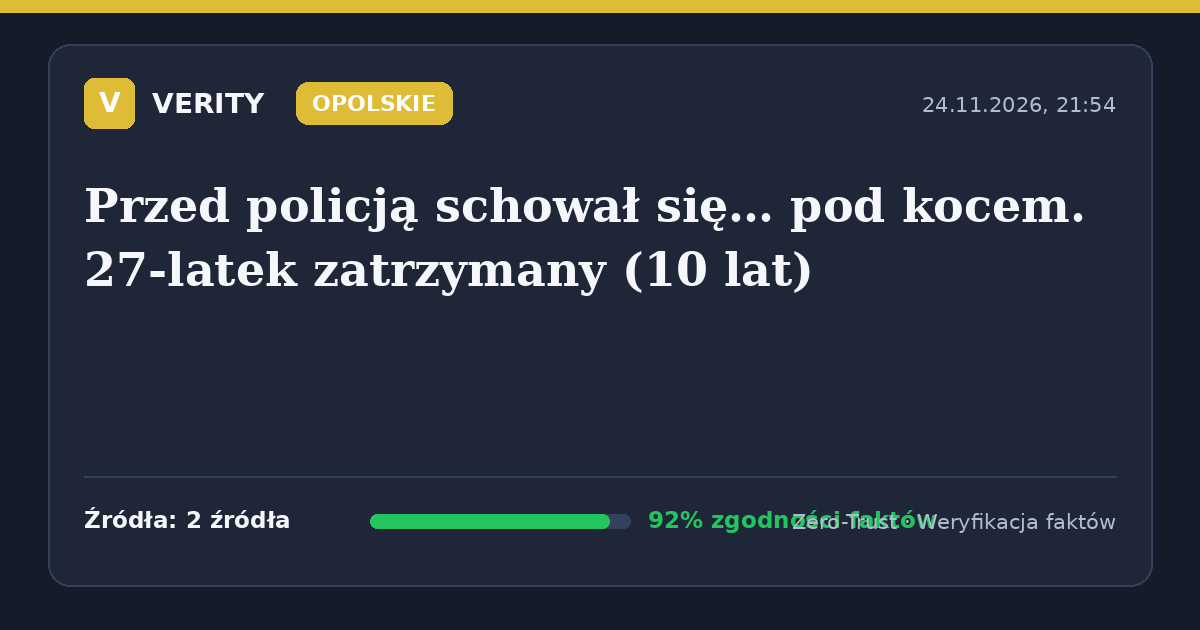 V VERITY OPOLSKIE 24.11.2026, 21:54
Przed policją schował się... pod kocem.
27-latek zatrzymany (10 lat)
Źródła: 2 źródła 92% zgodności faktów Zero-Trust · Weryfikacja faktów